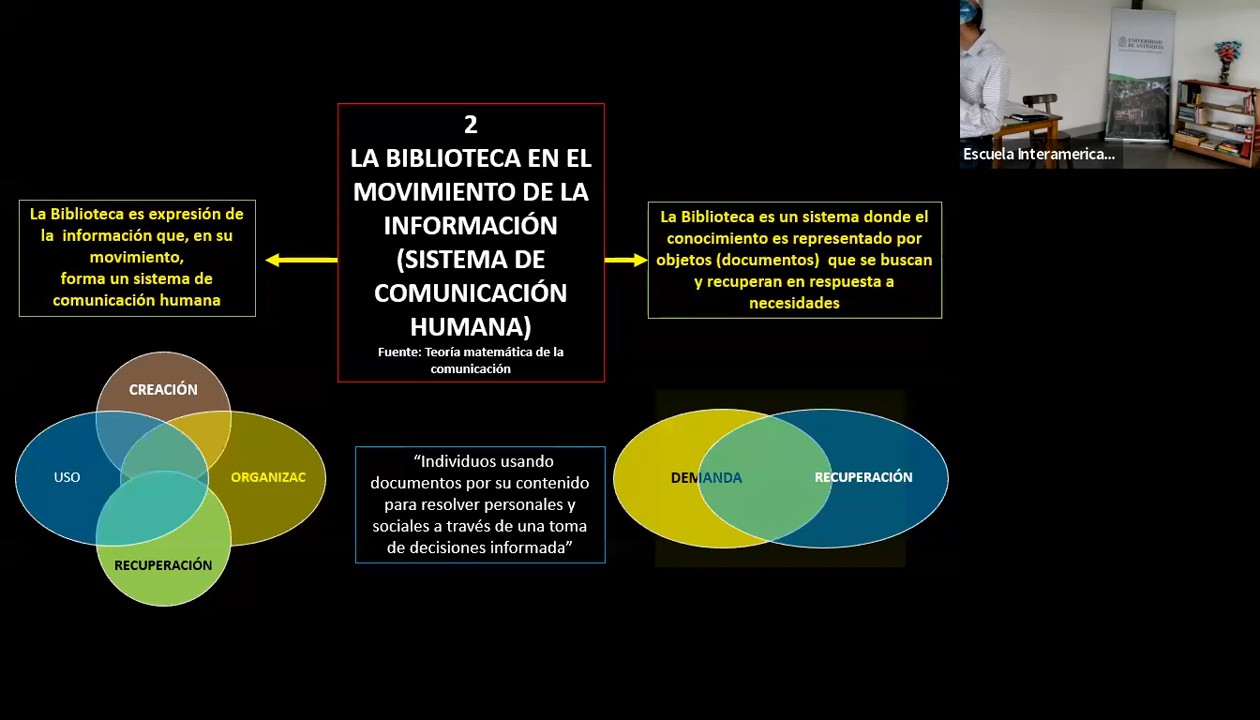 2
LA BIBLIOTECA EN EL
MOVIMIENTO DE LA
INFORMACIÓN
(SISTEMA DE
COMUNICACIÓN
HUMANA)
Fuente: Teoría matemática de la
comunicación
La Biblioteca es expresión de
la información que, en su
movimiento,
forma un sistema de
comunicación humana
La Biblioteca es un sistema donde el
conocimiento es representado por
objetos (documentos) que se buscan
y recuperan en respuesta a
necesidades
CREACIÓN
USO
ORGANIZAC
RECUPERACIÓN
“Individuos usando
documentos por su contenido
para resolver personales y
sociales a través de una toma
de decisiones informada”
DEMANDA
RECUPERACIÓN
UNIVERSIDAD
DE ANTIOQUIA
Escuela Interamerica...